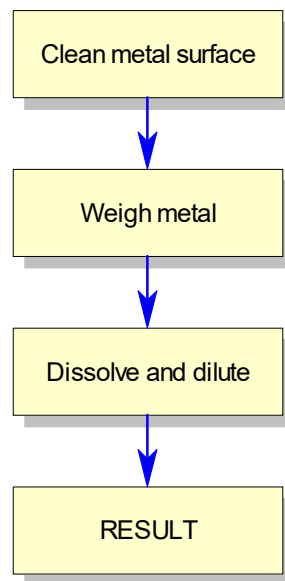 Clean metal surface
Weigh metal
Dissolve and dilute
RESULT